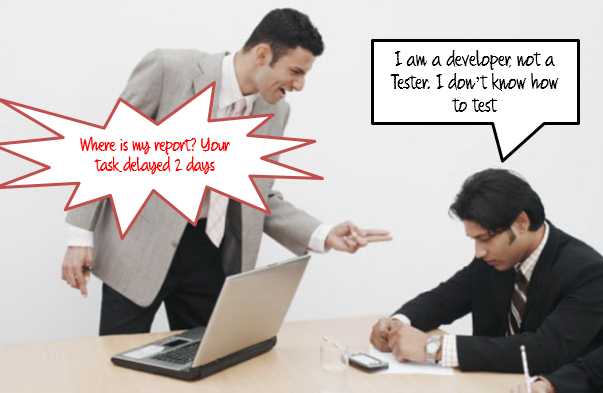 Where is my report? Your
task delayed 2 days
I am a developer, not a
Tester. I don't know how
to test